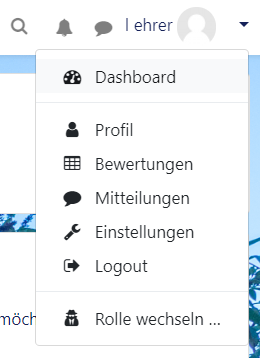 l ehrer
Dashboard
Profil
Bewertungen
Mitteilungen
Einstellungen
Logout
möch
Rolle wechseln ...